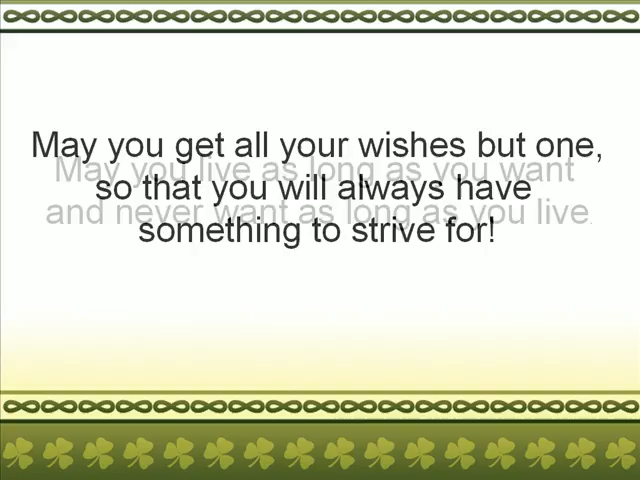 May you get all your wishes but one,
May you live as long as you want
so that you will always have
and never want as long as you live.
something to strive for!